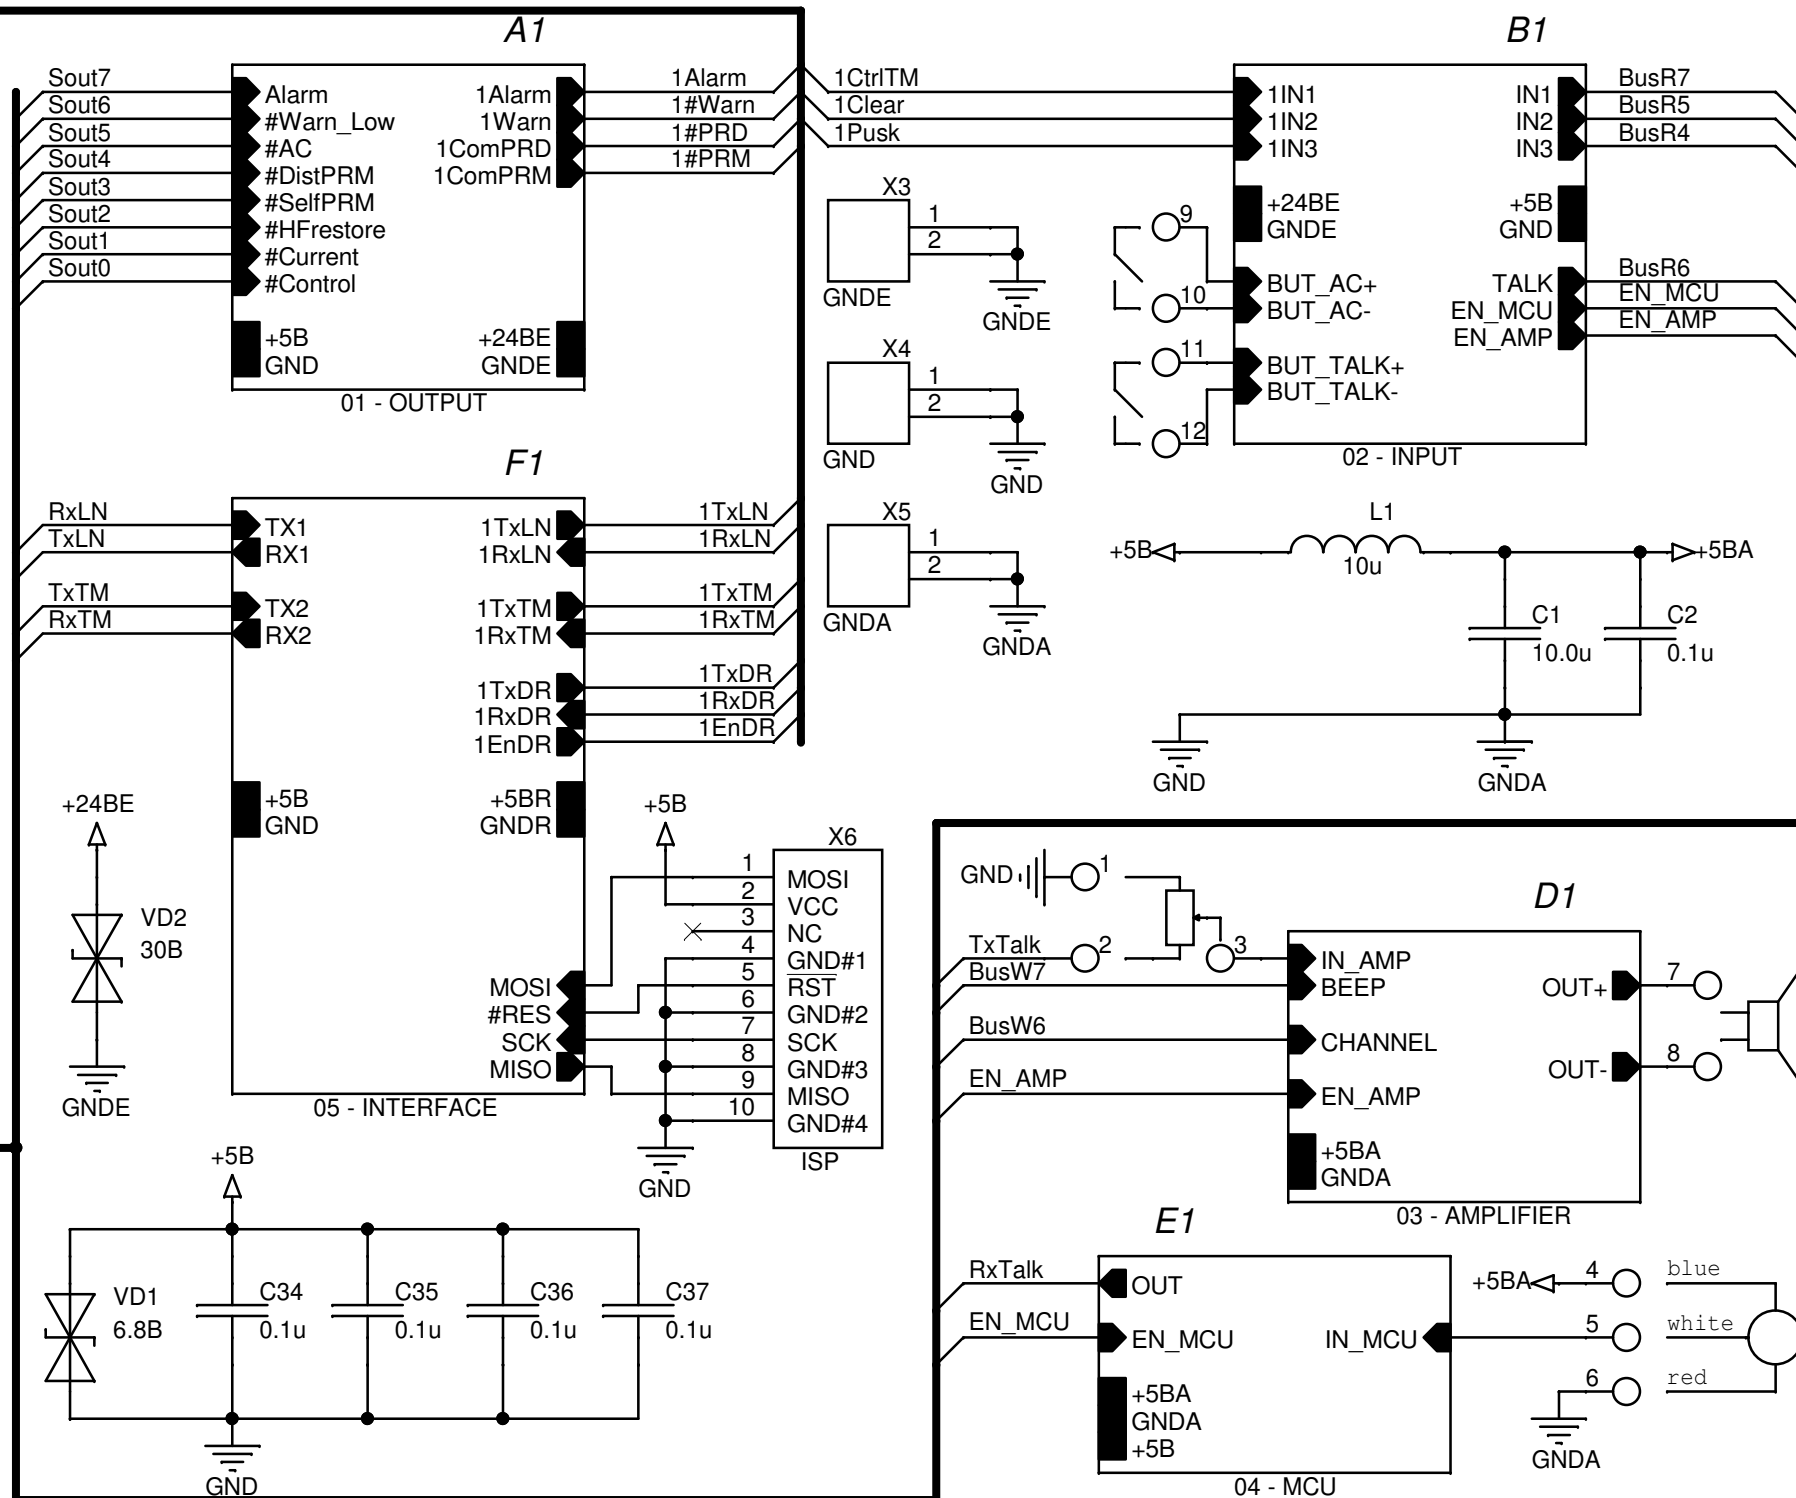 A1
Sout7
Sout6
Sout5
Sout4
Sout3
Sout2
Sout1
Sout0
Alarm
#Warn_Low
#AC
#DistPRM
#SelfPRM
#HFrestore
#Current
#Control
+5B
GND
1Alarm
1Warn
1ComPRD
1ComPRM
+24BE
GNDE
01 - OUTPUT
1Alarm
1#Warn
1#PRD
1#PRM
1CtrlTM
1Clear
1Pusk
B1
1IN1
1IN2
1IN3
+24BE
GNDE
BUT_AC+
BUT_AC-
BUT_TALK+
BUT_TALK-
IN1
IN2
IN3
+5B
GND
TALK
EN_MCU
EN_AMP
02 - INPUT
BusR7
BusR5
BusR4
BusR6
EN_MCU
EN_AMP
9
10
11
12
X3
1
2
GNDE
GNDE
X4
1
2
GND
GND
X5
1
2
GNDA
GNDA
F1
RxLN
TxLN
TxTM
RxTM
TX1
RX1
TX2
RX2
+5B
GND
1TxLN
1RxLN
1TxTM
1RxTM
1TxDR
1RxDR
1EnDR
+5BR
GNDR
MOSI
#RES
SCK
MISO
05 - INTERFACE
1TxLN
1RxLN
1TxTM
1RxTM
1TxDR
1RxDR
1EnDR
L1
+5B
10u
+5BA
C1
10.0u
C2
0.1u
GND
GNDA
+24BE
VD2
30B
GNDE
+5B
X6
1
2
3
4
5
6
7
8
9
10
MOSI
VCC
NC
GND#1
RST
GND#2
SCK
GND#3
MISO
GND#4
ISP
GND
+5B
VD1
6.8B
C34
0.1u
C35
0.1u
C36
0.1u
C37
0.1u
GND
GND
1
2
3
TxTalk
BusW7
BusW6
EN_AMP
D1
IN_AMP
BEEP
CHANNEL
EN_AMP
+5BA
GNDA
OUT+
OUT-
7
8
03 - AMPLIFIER
E1
RxTalk
EN_MCU
OUT
EN_MCU
+5BA
GNDA
+5B
IN_MCU
04 - MCU
+5BA
4
5
6
blue
white
red
GNDA